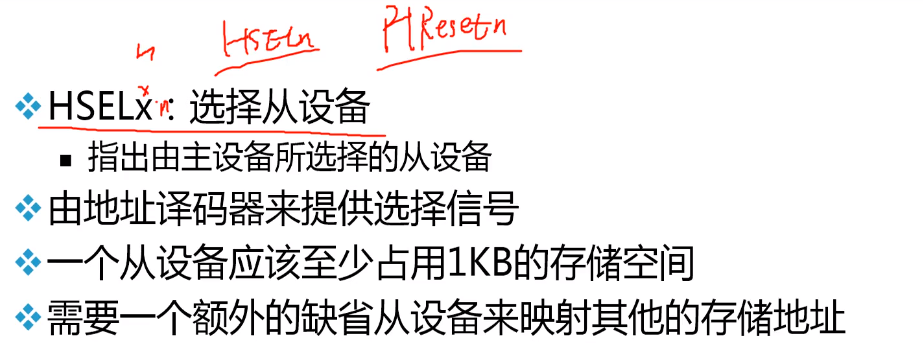 HSELn HResetn
n
x n
❖ HSELx：选择从设备
▪ 指出由主设备所选择的从设备
❖ 由地址译码器来提供选择信号
❖ 一个从设备应该至少占用1KB的存储空间
❖ 需要一个额外的缺省从设备来映射其他的存储地址